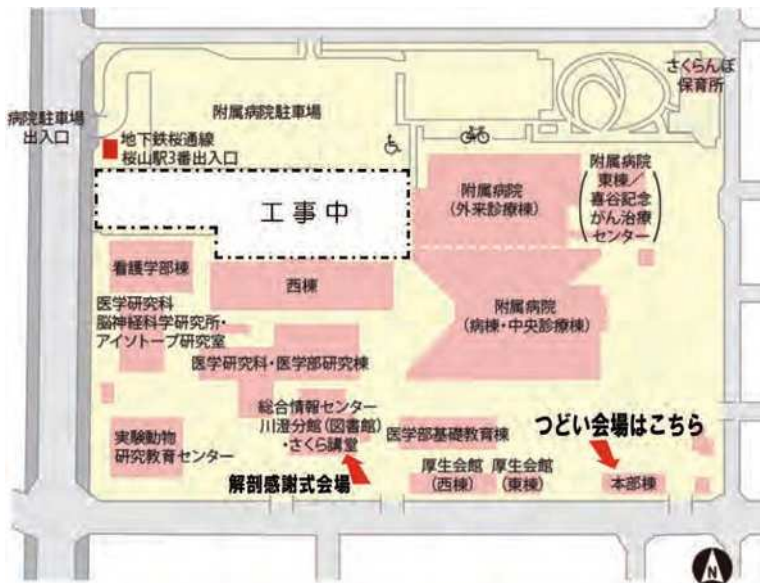 さくらんぼ
保育所
病院駐車場
出入口
附属病院駐車場
地下鉄桜通線
桜山駅3番出入口
工事中
附属病院
(外来診療棟)
附属病院
東棟/
喜谷記念
がん治療
センター
看護学部棟
西棟
附属病院
(病棟・中央診療棟)
医学研究科
脳神経科学研究所・
アイソトープ研究室
医学研究科・医学部研究棟
総合情報センター
川澄分館(図書館)
・さくら講堂
実験動物
研究教育センター
医学部基礎教育棟
つどい会場はこちら
解剖感謝式会場
厚生会館
(西棟)
厚生会館
(東棟)
本部棟
N